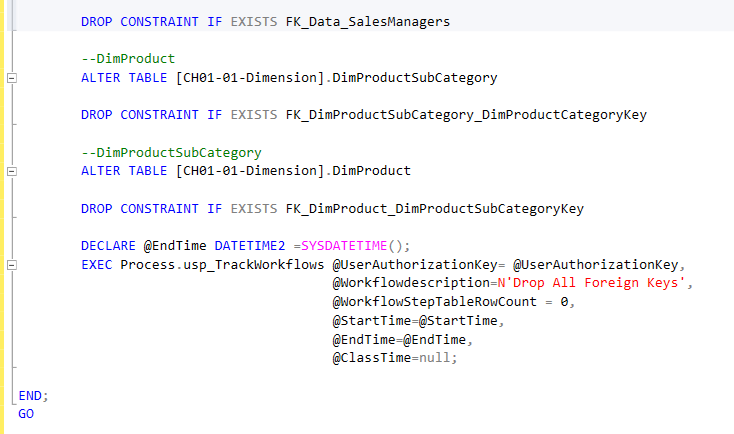 DROP CONSTRAINT IF EXISTS FK_Data_SalesManagers
--DimProduct
ALTER TABLE [CH01-01-Dimension].DimProductSubCategory
DROP CONSTRAINT IF EXISTS FK_DimProductSubCategory_DimProductCategoryKey
--DimProductSubCategory
ALTER TABLE [CH01-01-Dimension].DimProduct
DROP CONSTRAINT IF EXISTS FK_DimProduct_DimProductSubCategoryKey
DECLARE @EndTime DATETIME2 =SYSDATETIME();
EXEC Process.usp_TrackWorkflows @UserAuthorizationKey= @UserAuthorizationKey,
@Workflowdescription=N'Drop All Foreign Keys',
@WorkflowStepTableRowCount = 0,
@StartTime=@StartTime,
@EndTime=@EndTime,
@ClassTime=null;
END;
GO